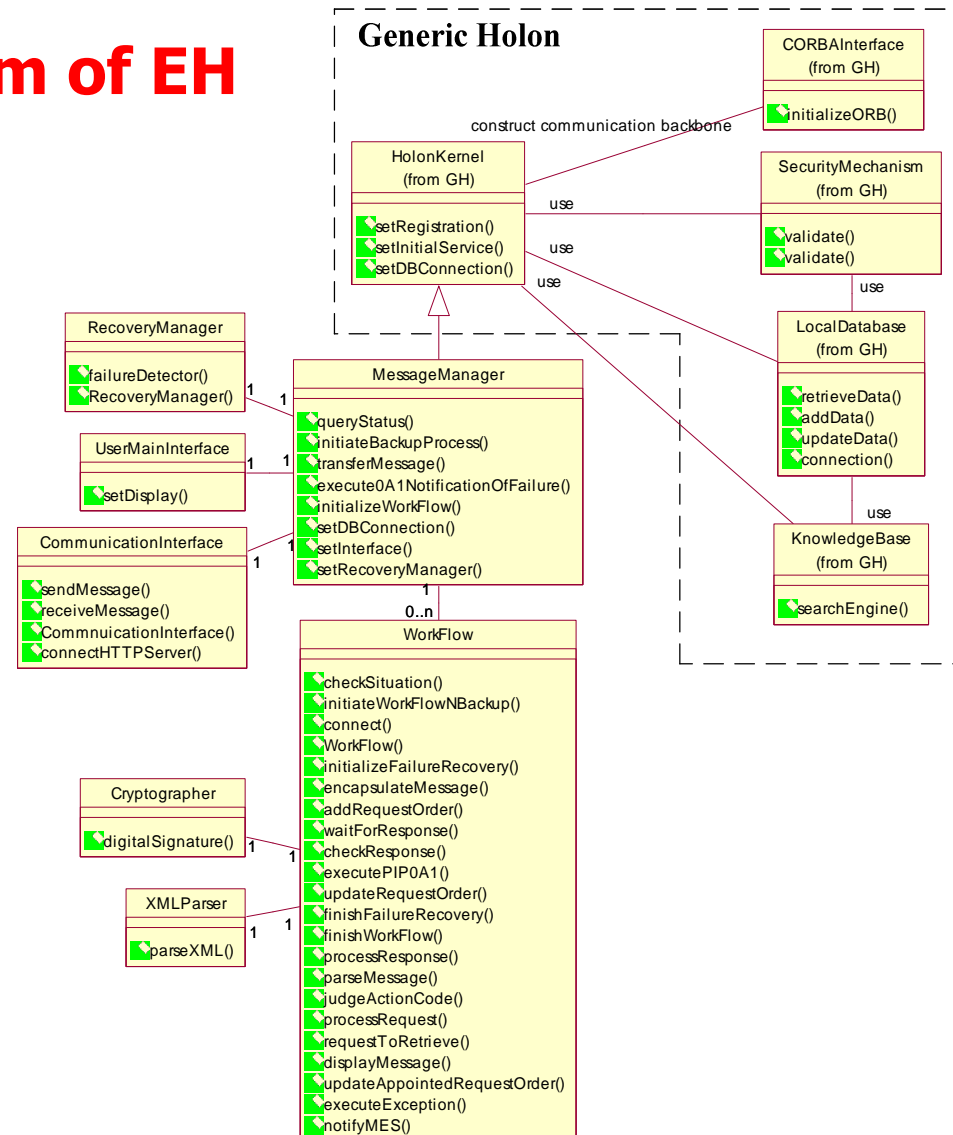 m of EH
Generic Holon
CORBAInterface
(from GH)
initializeORB()
construct communication backbone
HolonKernel
(from GH)
setRegistration()
setInitialService()
setDBConnection()
use
use
use
SecurityMechanism
(from GH)
validate()
validate()
use
LocalDatabase
(from GH)
retrieveData()
addData()
updateData()
connection()
use
KnowledgeBase
(from GH)
searchEngine()
RecoveryManager
failureDetector()
RecoveryManager()
1
1
UserMainInterface
setDisplay()
1
1
CommunicationInterface
sendMessage()
receiveMessage()
CommnuicationInterface()
connectHTTPServer()
1
1
MessageManager
queryStatus()
initiateBackupProcess()
transferMessage()
execute0A1NotificationOfFailure()
initializeWorkFlow()
setDBConnection()
setInterface()
setRecoveryManager()
1
0..n
WorkFlow
checkSituation()
initiateWorkFlowNBackup()
connect()
WorkFlow()
initializeFailureRecovery()
encapsulateMessage()
addRequestOrder()
waitForResponse()
checkResponse()
executePIP0A1()
updateRequestOrder()
finishFailureRecovery()
finishWorkFlow()
processResponse()
parseMessage()
judgeActionCode()
processRequest()
requestToRetrieve()
displayMessage()
updateAppointedRequestOrder()
executeException()
notifyMES()
Cryptographer
digitalSignature()
1
1
XMLParser
parseXML()
1
1